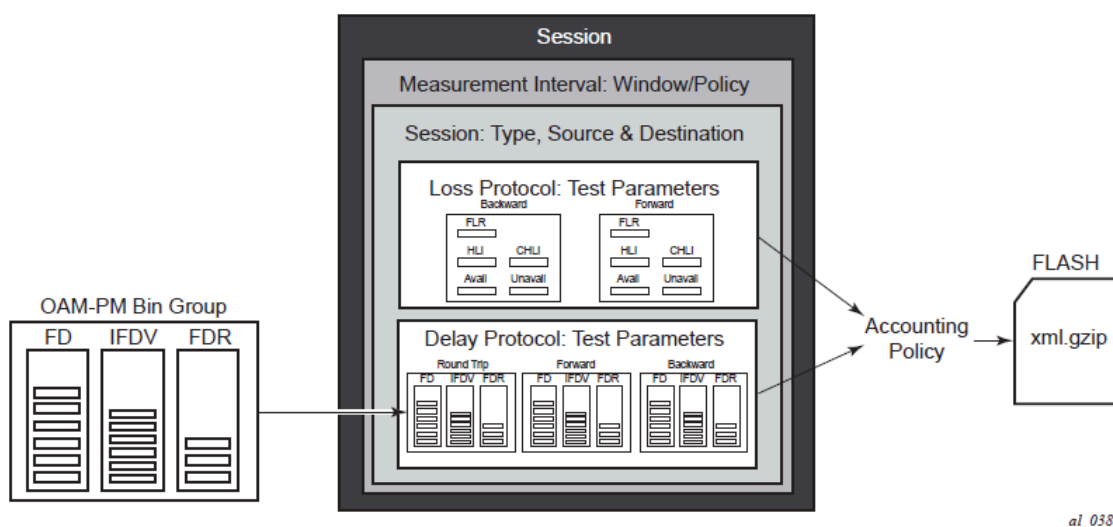 Session
Measurement Interval: Window/Policy
Session: Type, Source & Destination
Loss Protocol: Test Parameters
Backward Forward
FLR FLR
HLI CHLI HLI CHLI
Avail Unavail Avail Unavail
FLASH
xml.gzip
Accounting
Policy
OAM-PM Bin Group
FD IFDV FDR
Delay Protocol: Test Parameters
Round Trip Forward Backward
FD IFDV FDR FD IFDV FDR FD IFDV FDR
al_038